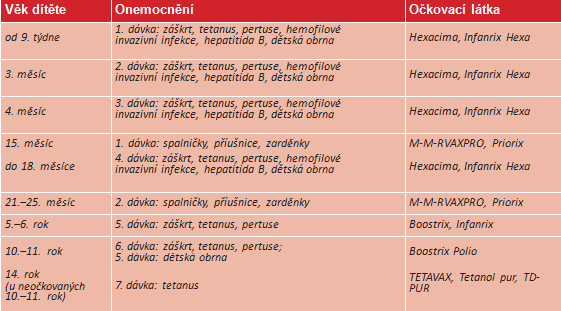 Věk dítěte Onemocnění Očkovací látka
od 9. týdne 1. dávka: záškrt, tetanus, pertuse, hemofilové invazivní infekce, hepatitida B, dětská obrna Hexacima, Infanrix Hexa
3. měsíc 2. dávka: záškrt, tetanus, pertuse, hemofilové invazivní infekce, hepatitida B, dětská obrna Hexacima, Infanrix Hexa
4. měsíc 3. dávka: záškrt, tetanus, pertuse, hemofilové invazivní infekce, hepatitida B, dětská obrna Hexacima, Infanrix Hexa
15. měsíc 1. dávka: spalničky, příušnice, zarděnky M-M-RVAXPRO, Priorix
do 18. měsíce 4. dávka: záškrt, tetanus, pertuse, hemofilové invazivní infekce, hepatitida B, dětská obrna Hexacima, Infanrix Hexa
21.–25. měsíc 2. dávka: spalničky, příušnice, zarděnky M-M-RVAXPRO, Priorix
5.–6. rok 5. dávka: záškrt, tetanus, pertuse Boostrix, Infanrix
10.–11. rok 6. dávka: záškrt, tetanus, pertuse; 5. dávka: dětská obrna Boostrix Polio
14. rok (u neočkovaných 10.–11. rok) 7. dávka: tetanus TETAVAX, Tetanol pur, TD-PUR